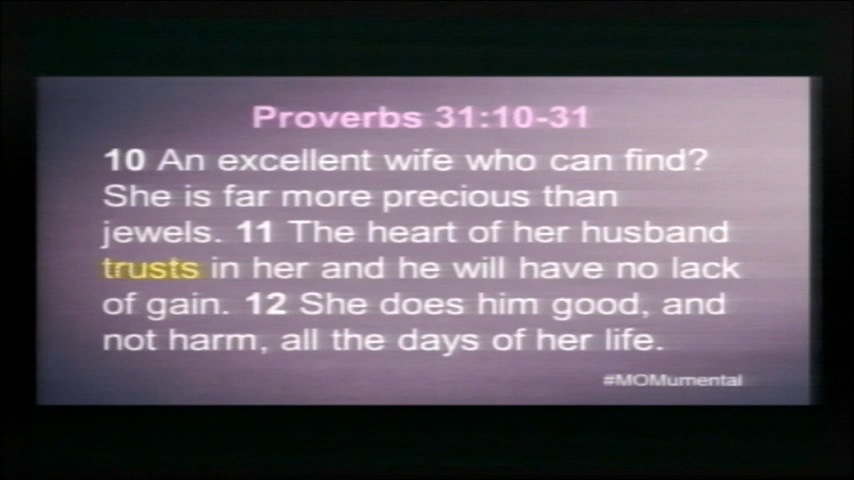 Proverbs 31:10-31
10 An excellent wife who can find?
She is far more precious than
jewels. 11 The heart of her husband
trusts in her and he will have no lack
of gain. 12 She does him good, and
not harm, all the days of her life.
#MOMumental